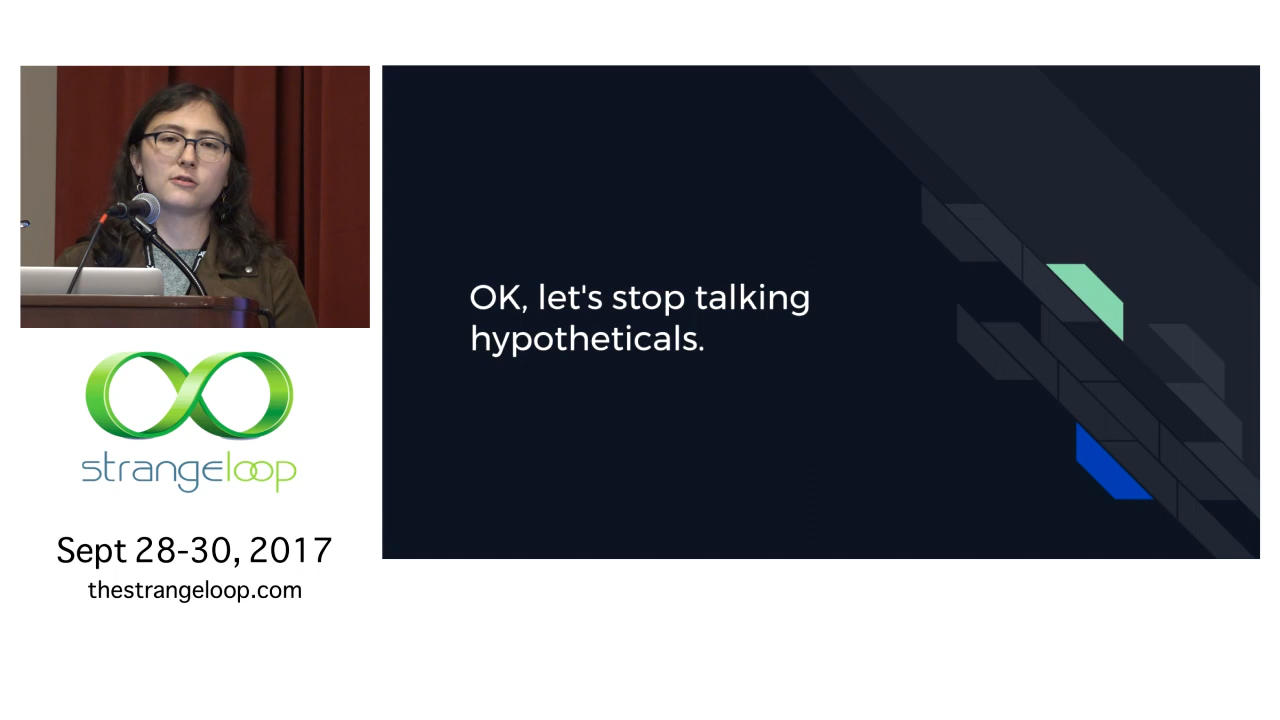 OK, let's stop talking
hypotheticals.
strangeloop
Sept 28-30, 2017
thestrangeloop.com